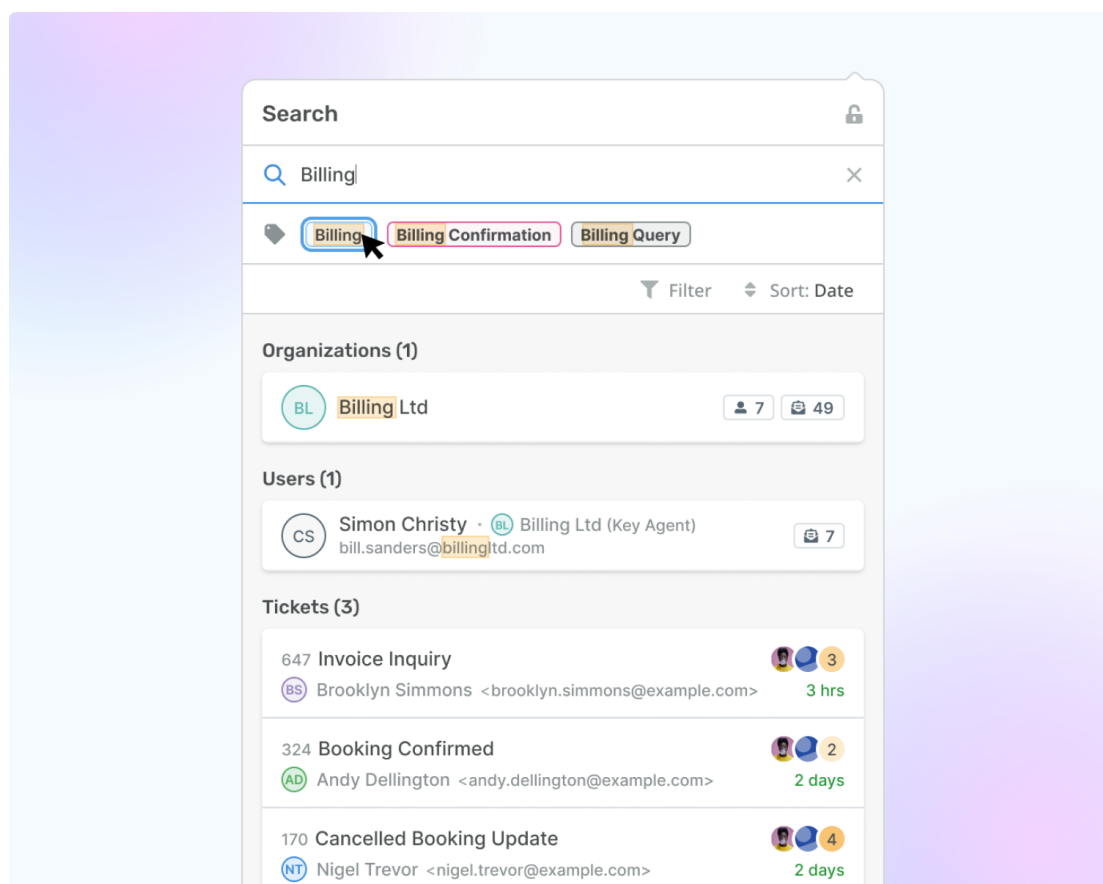 Search
Billing
Billing Billing Confirmation Billing Query
Filter Sort: Date
Organizations (1)
BL Billing Ltd 7 49
Users (1)
CS Simon Christy · BL Billing Ltd (Key Agent) 7
bill.sanders@billingltd.com
Tickets (3)
647 Invoice Inquiry 3
BS Brooklyn Simmons <brooklyn.simmons@example.com> 3 hrs
324 Booking Confirmed 2
AD Andy Dellington <andy.dellington@example.com> 2 days
170 Cancelled Booking Update 4
NT Nigel Trevor <nigel.trevor@example.com> 2 days